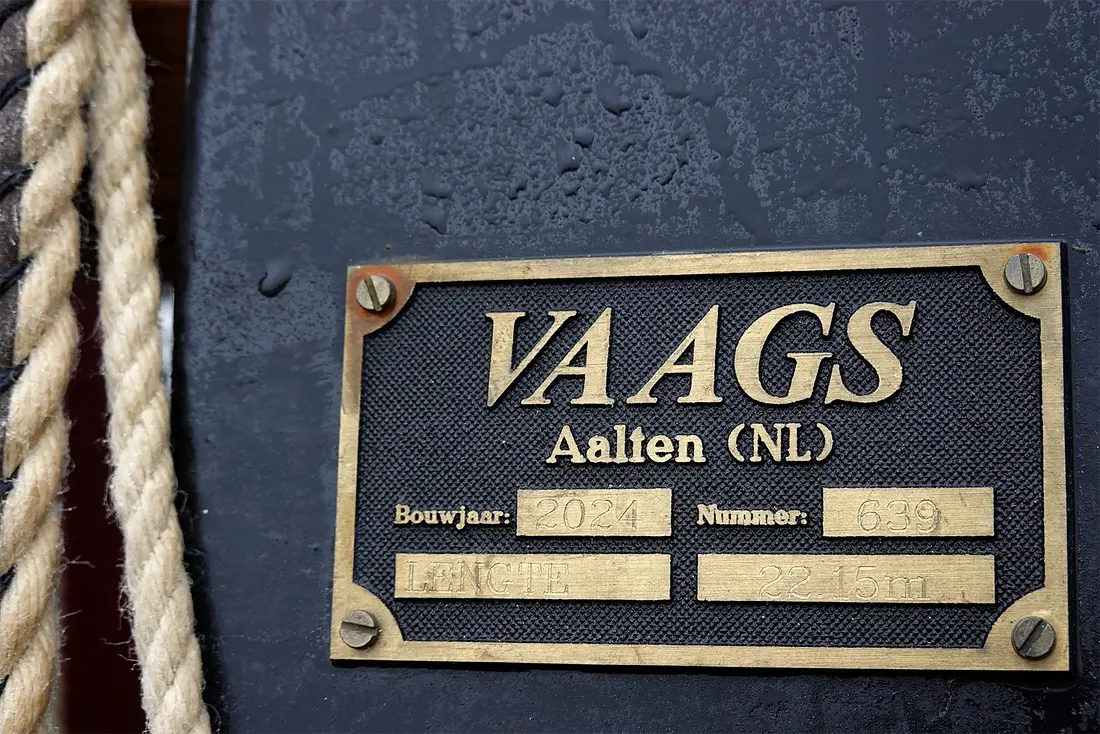 VAAGS
Aalten (NL)
Bouwjaar: 2024 Nummer: 639
LENGTE 22.15m